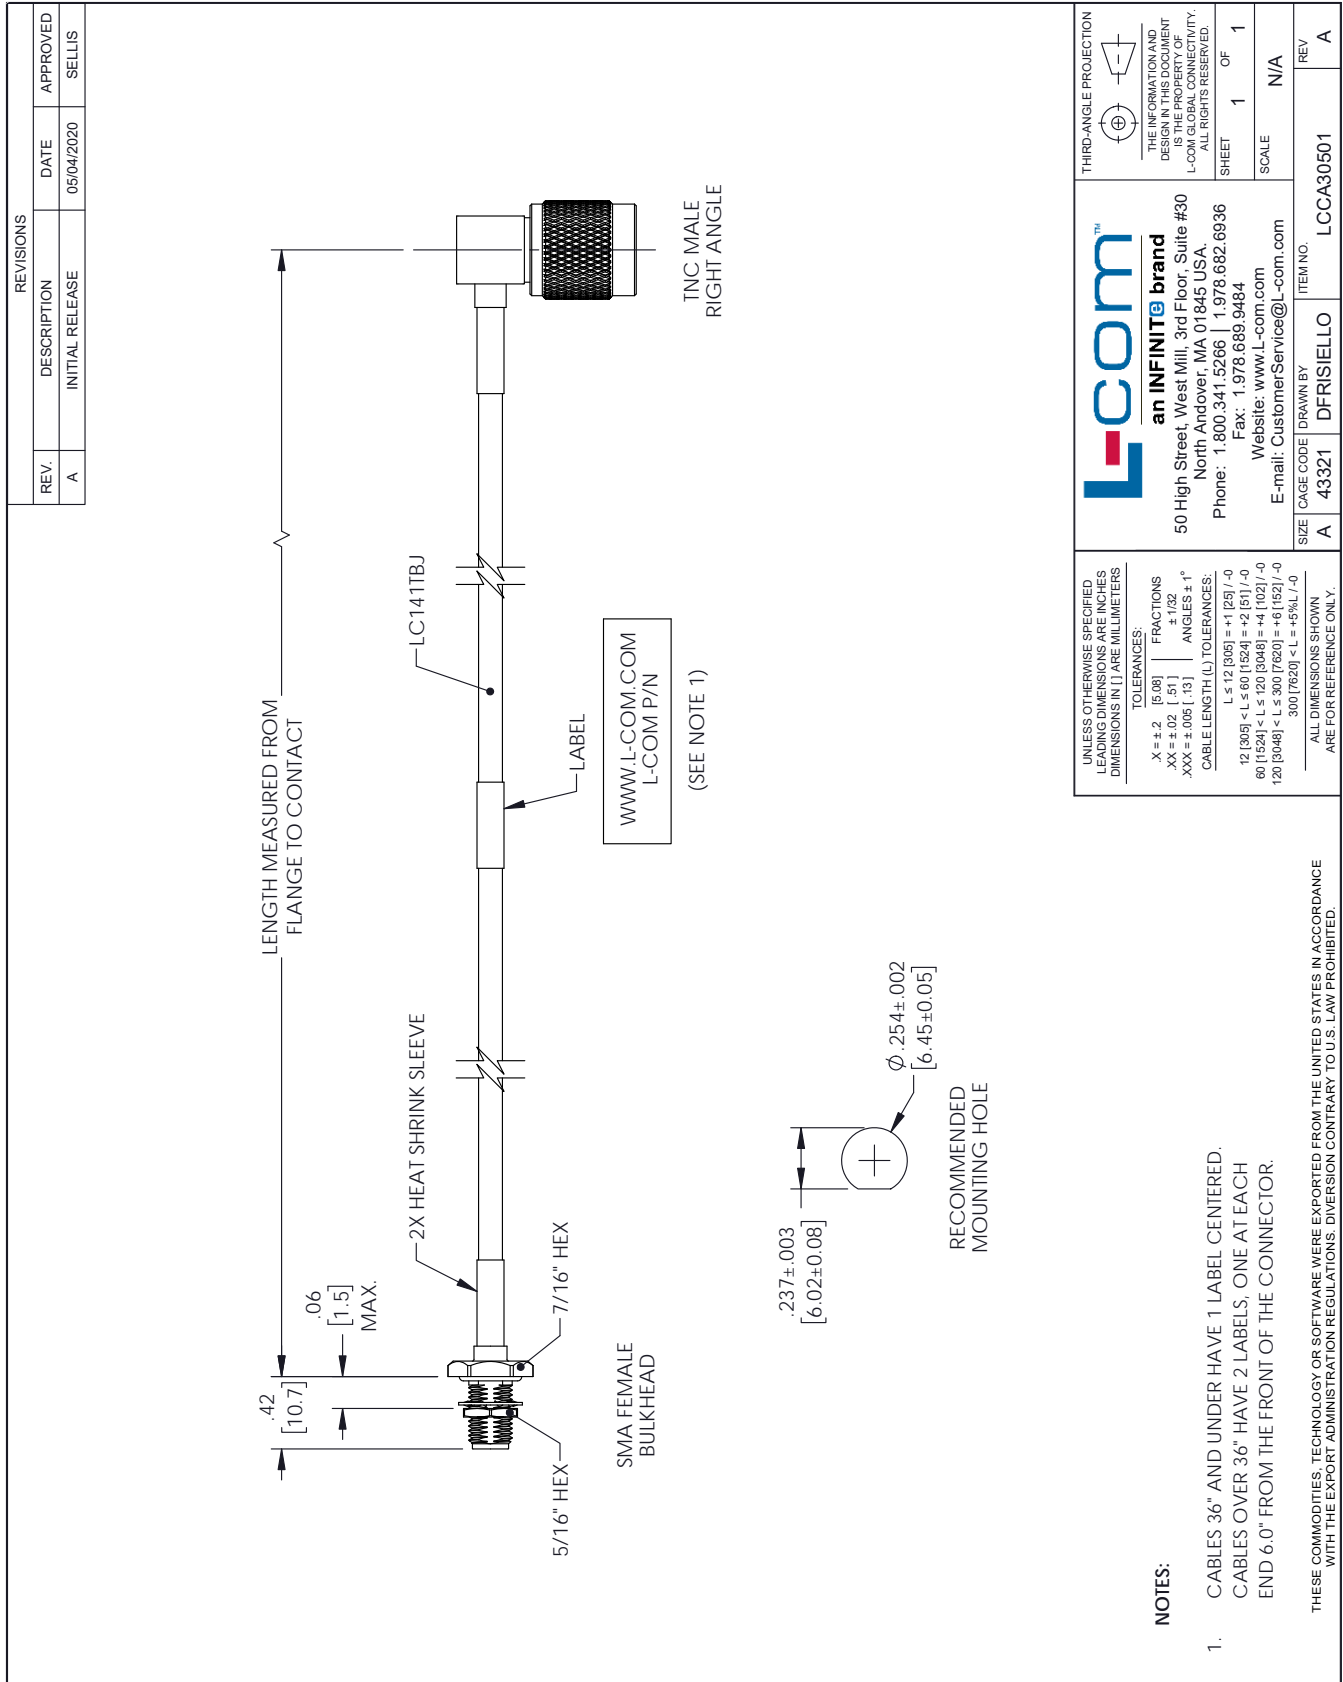 REVISIONS
REV. DESCRIPTION DATE APPROVED
A INITIAL RELEASE 05/04/2020 SELLIS
LENGTH MEASURED FROM
FLANGE TO CONTACT
.42
[10.7]
.06
[1.5]
MAX.
2X HEAT SHRINK SLEEVE
LC141TBJ
7/16" HEX
5/16" HEX
LABEL
SMA FEMALE
BULKHEAD
WWW.L-COM.COM
L-COM P/N
(SEE NOTE 1)
TNC MALE
RIGHT ANGLE
.237±.003
[6.02±0.08]
Ø.254±.002
[6.45±0.05]
RECOMMENDED
MOUNTING HOLE
NOTES:
1. CABLES 36" AND UNDER HAVE 1 LABEL CENTERED.
CABLES OVER 36" HAVE 2 LABELS, ONE AT EACH
END 6.0" FROM THE FRONT OF THE CONNECTOR.
THESE COMMODITIES, TECHNOLOGY OR SOFTWARE WERE EXPORTED FROM THE UNITED STATES IN ACCORDANCE
WITH THE EXPORT ADMINISTRATION REGULATIONS. DIVERSION CONTRARY TO U.S. LAW PROHIBITED.
UNLESS OTHERWISE SPECIFIED
LEADING DIMENSIONS ARE INCHES
DIMENSIONS IN [ ] ARE MILLIMETERS
TOLERANCES:
.X = ±.2 [5.08] FRACTIONS
.XX = ±.02 [.51] ± 1/32
.XXX = ±.005 [.13] ANGLES ± 1°
CABLE LENGTH (L) TOLERANCES:
L ≤ 12 [305] = +1 [25] / -0
12 [305] < L ≤ 60 [1524] = +2 [51] / -0
60 [1524] < L ≤ 120 [3048] = +4 [102] / -0
120 [3048] < L ≤ 300 [7620] = +6 [152] / -0
300 [7620] < L = +5%L / -0
ALL DIMENSIONS SHOWN
ARE FOR REFERENCE ONLY.
L-com™
an INFINITe brand
50 High Street, West Mill, 3rd Floor, Suite #30
North Andover, MA 01845 USA.
Phone: 1.800.341.5266 | 1.978.682.6936
Fax: 1.978.689.9484
Website: www.L-com.com
E-mail: CustomerService@L-com.com
THIRD-ANGLE PROJECTION
THE INFORMATION AND
DESIGN IN THIS DOCUMENT
IS THE PROPERTY OF
L-COM GLOBAL CONNECTIVITY.
ALL RIGHTS RESERVED.
SHEET 1 OF 1
SCALE N/A
SIZE A
CAGE CODE 43321
DRAWN BY DFRISIELLO
ITEM NO. LCCA30501
REV A